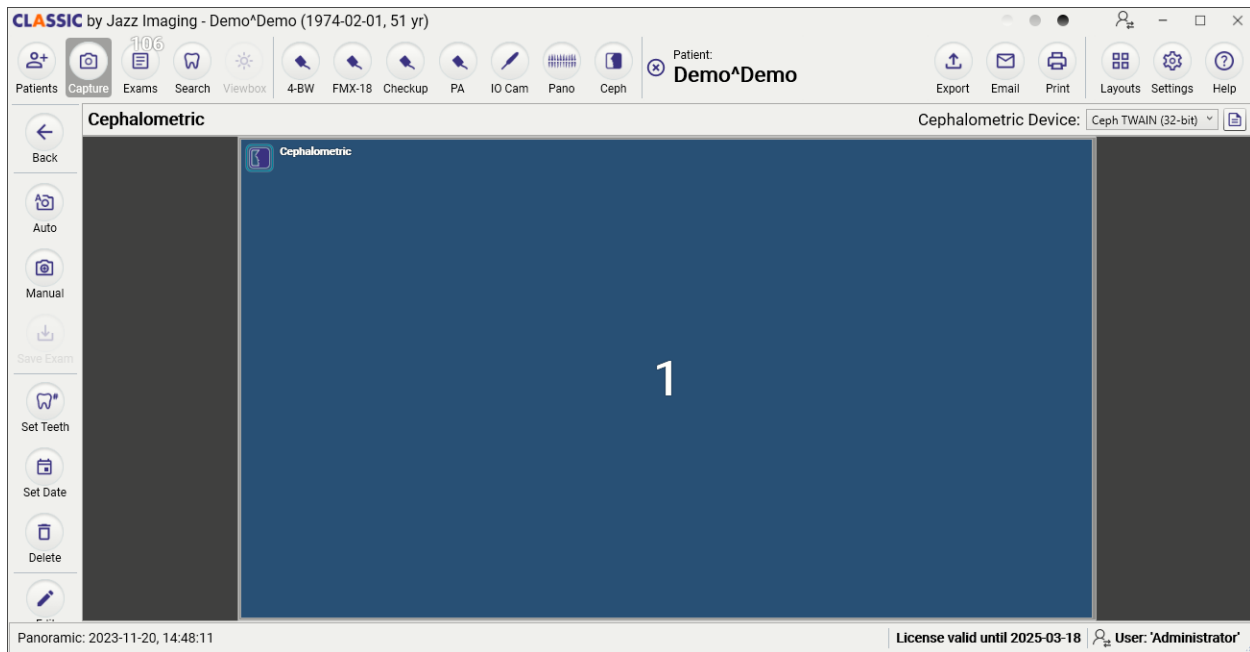 CLASSIC by Jazz Imaging - Demo^Demo (1974-02-01, 51 yr)
106
Patients Capture Exams Search Viewbox 4-BW FMX-18 Checkup PA IO Cam Pano Ceph
Patient:
Demo^Demo
Export Email Print Layouts Settings Help
Cephalometric
Cephalometric Device: Ceph TWAIN (32-bit)
Back
Auto
Manual
Save Exam
Set Teeth
Set Date
Delete
Cephalometric
1
Panoramic: 2023-11-20, 14:48:11
License valid until 2025-03-18
User: 'Administrator'